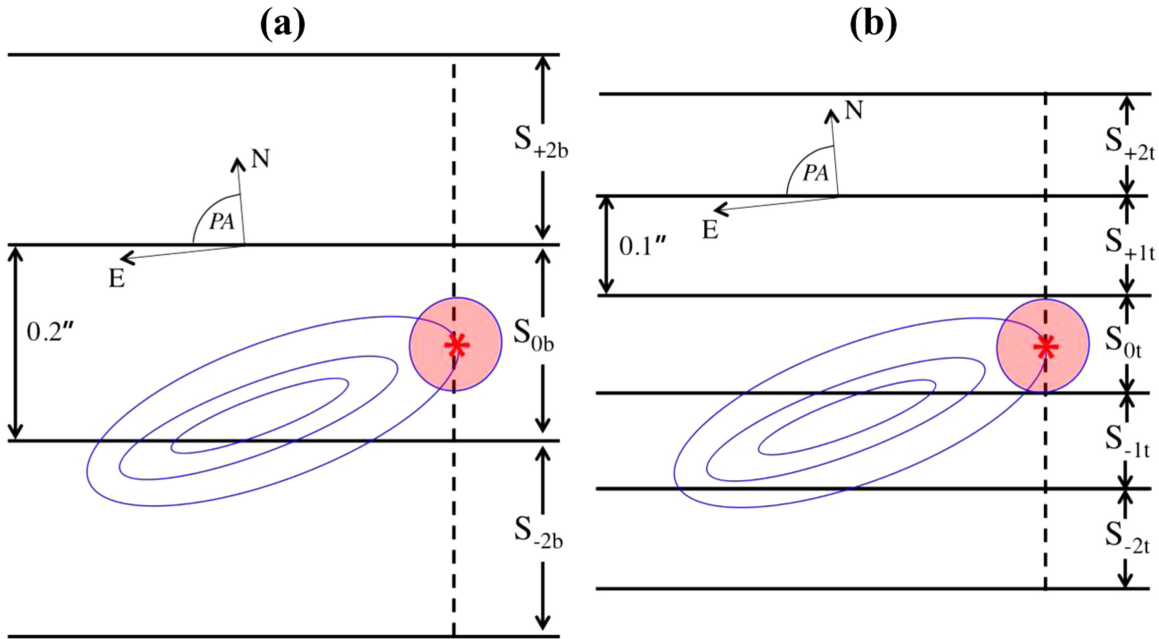 (a)
S+2b
N
PA
E
0.2″
S0b
S-2b
(b)
S+2t
N
PA
E
0.1″
S+1t
S0t
S-1t
S-2t